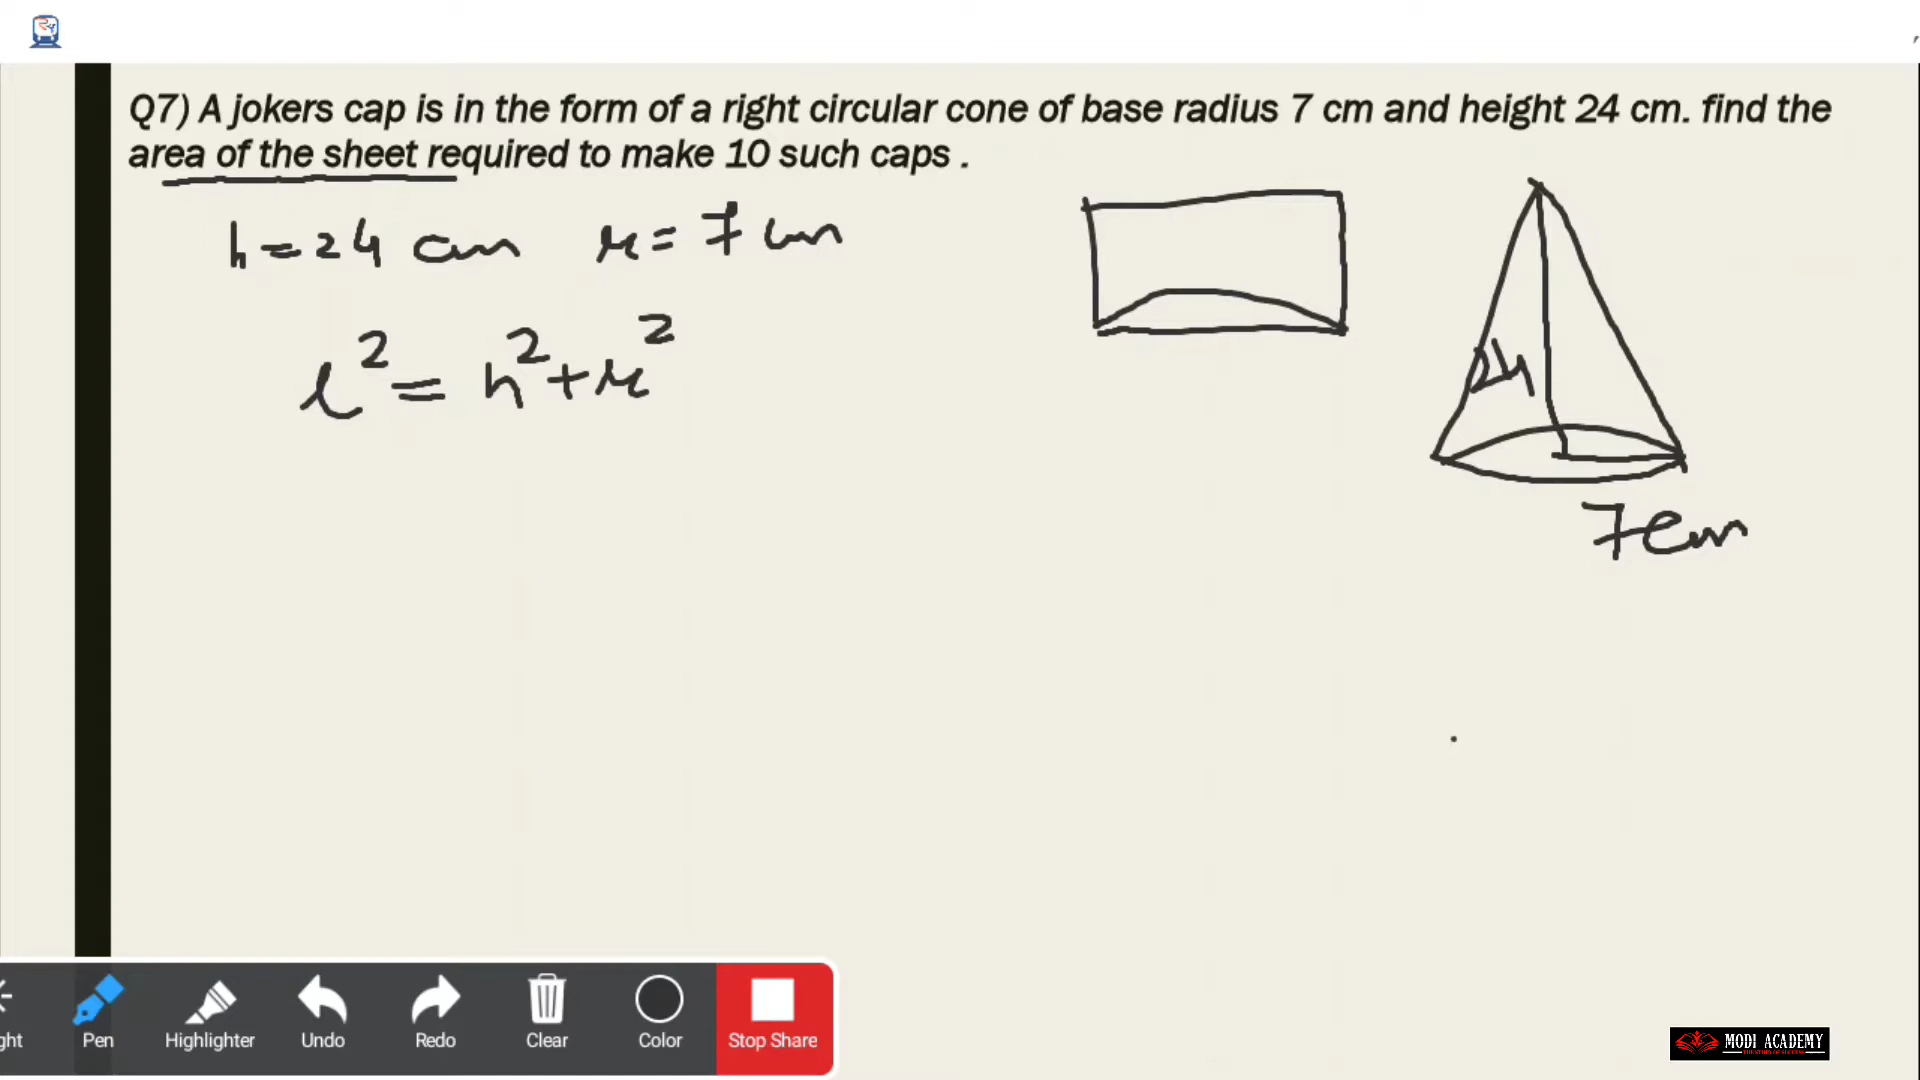 Q7) A jokers cap is in the form of a right circular cone of base radius 7 cm and height 24 cm. find the
area of the sheet required to make 10 such caps .
h = 24 cm r = 7 cm
l² = h² + r²
24
7cm
ght Pen Highlighter Undo Redo Clear Color Stop Share
MODI ACADEMY